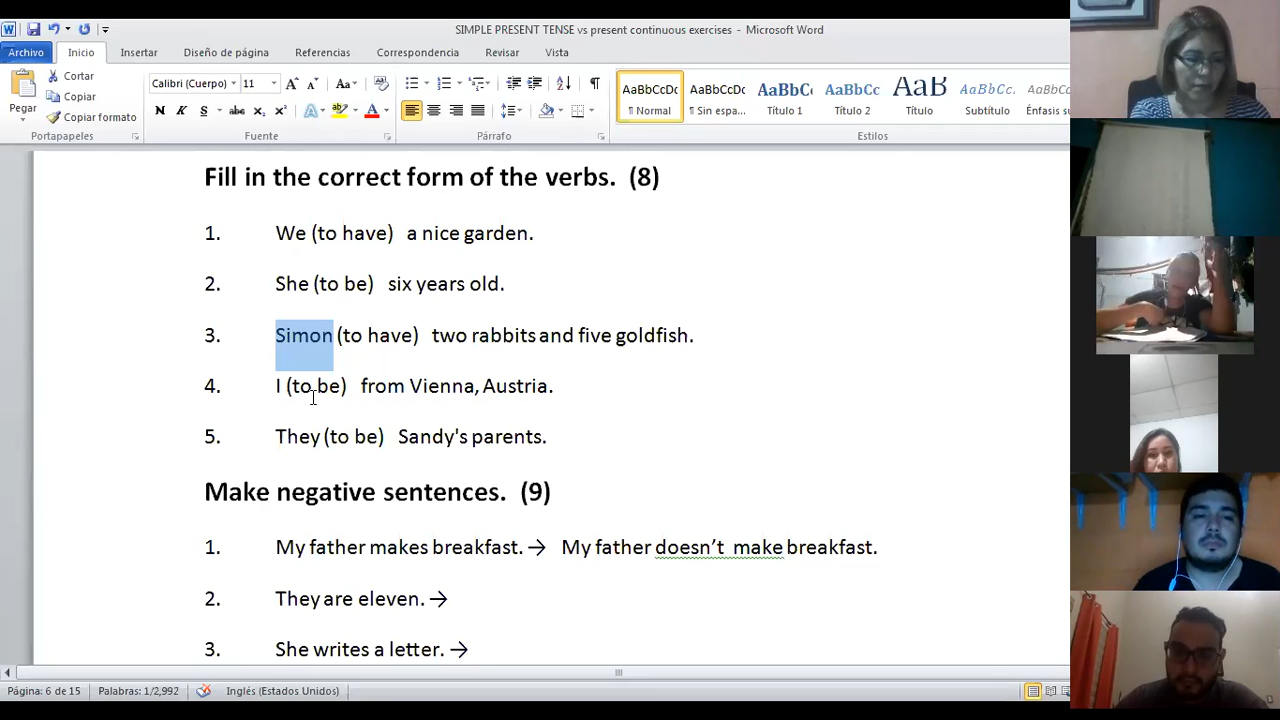 SIMPLE PRESENT TENSE vs present continuous exercises - Microsoft Word
Archivo Inicio Insertar Diseño de página Referencias Correspondencia Revisar Vista
Pegar
Cortar
Copiar
Copiar formato
Portapapeles
Calibri (Cuerpo) 11
N K S abc x₂ x²
Fuente
Párrafo
AaBbCcDc AaBbCcDc AaBbC AaBbCc AaB AaBbCc. AaBbCcDc
¶ Normal ¶ Sin espa... Título 1 Título 2 Título Subtítulo Énfasis su
Estilos
Fill in the correct form of the verbs. (8)
1. We (to have) a nice garden.
2. She (to be) six years old.
3. Simon (to have) two rabbits and five goldfish.
4. I (to be) from Vienna, Austria.
5. They (to be) Sandy's parents.
Make negative sentences. (9)
1. My father makes breakfast. → My father doesn’t make breakfast.
2. They are eleven. →
3. She writes a letter. →
Página: 6 de 15 Palabras: 1/2,992 Inglés (Estados Unidos)